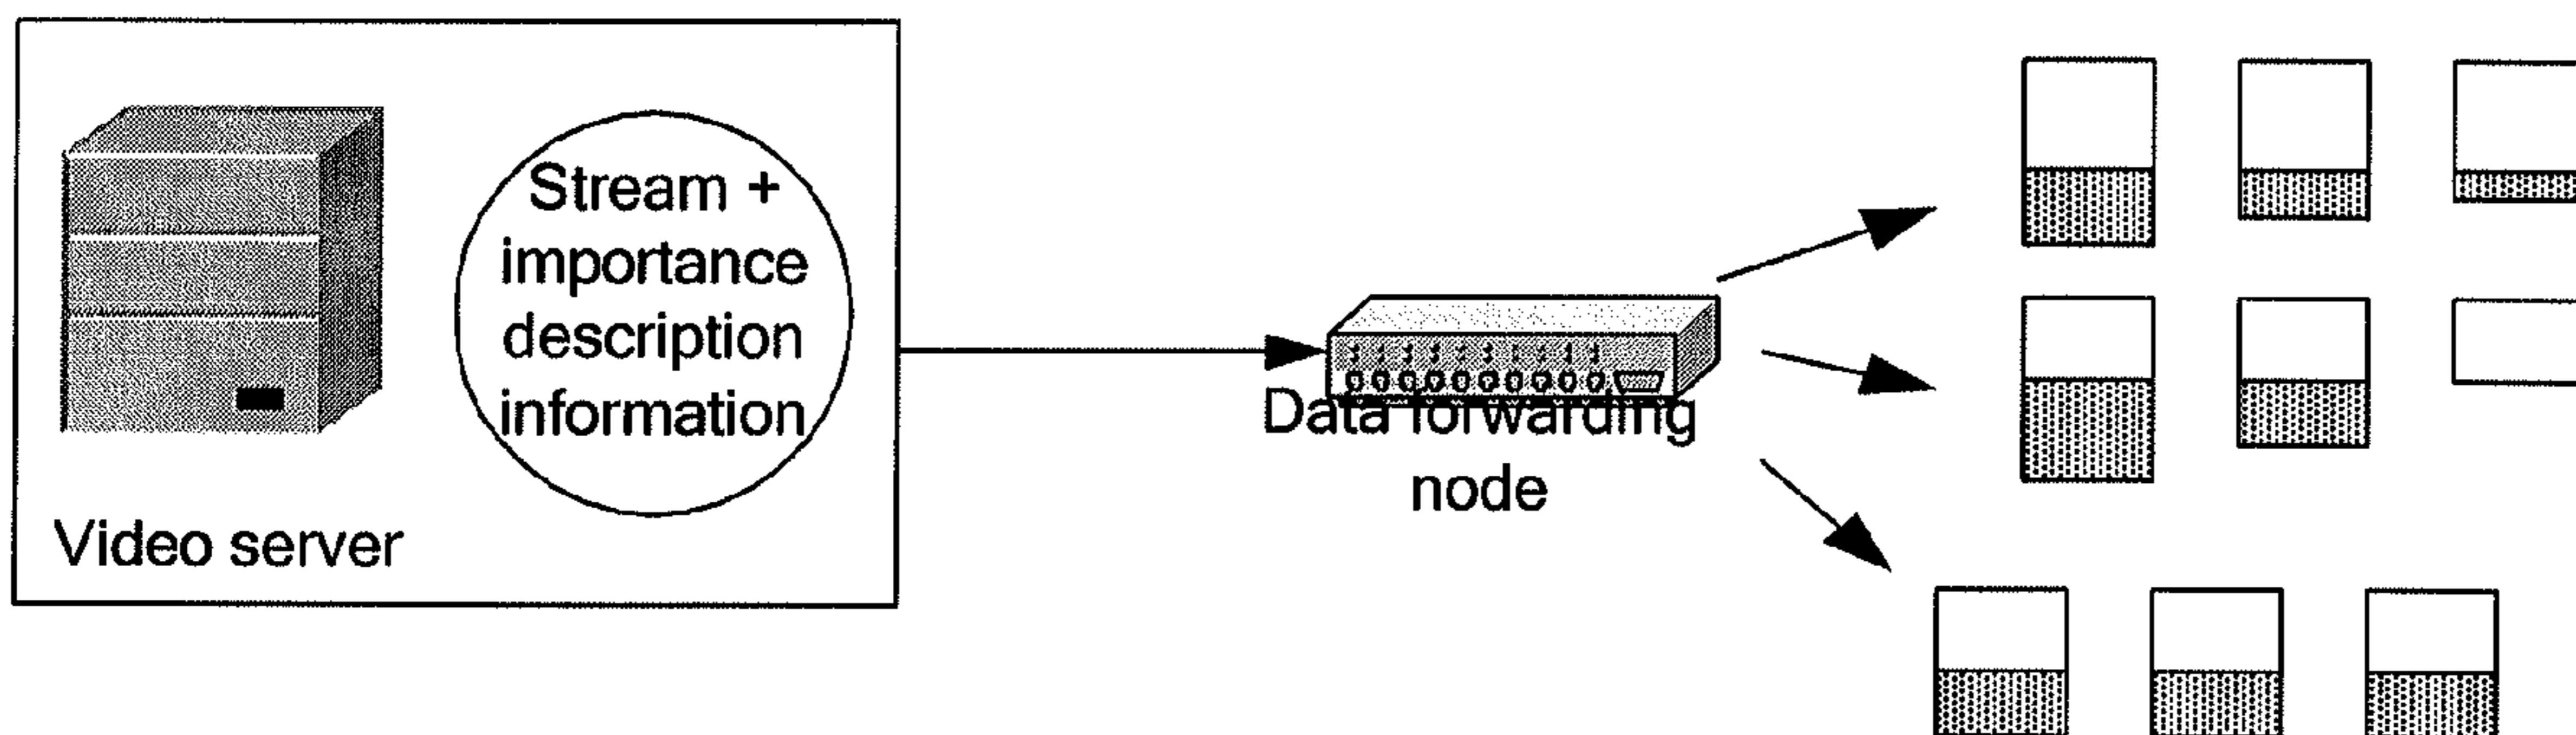 Stream +
importance
description
information
Video server
Data forwarding
node